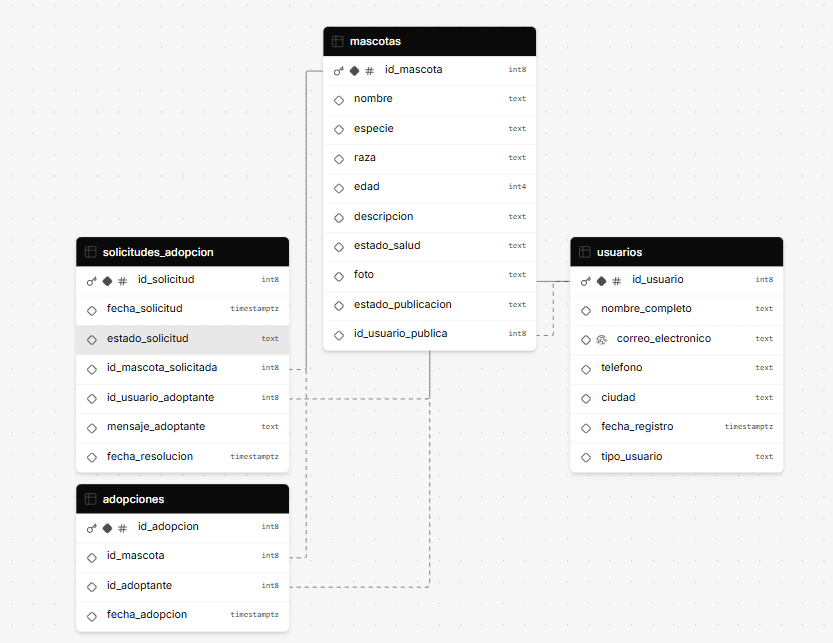 mascotas
# id_mascota int8
nombre text
especie text
raza text
edad int4
descripcion text
estado_salud text
foto text
estado_publicacion text
id_usuario_publica int8
solicitudes_adopcion
# id_solicitud int8
fecha_solicitud timestamptz
estado_solicitud text
id_mascota_solicitada int8
id_usuario_adoptante int8
mensaje_adoptante text
fecha_resolucion timestamptz
usuarios
# id_usuario int8
nombre_completo text
correo_electronico text
telefono text
ciudad text
fecha_registro timestamptz
tipo_usuario text
adopciones
# id_adopcion int8
id_mascota int8
id_adoptante int8
fecha_adopcion timestamptz